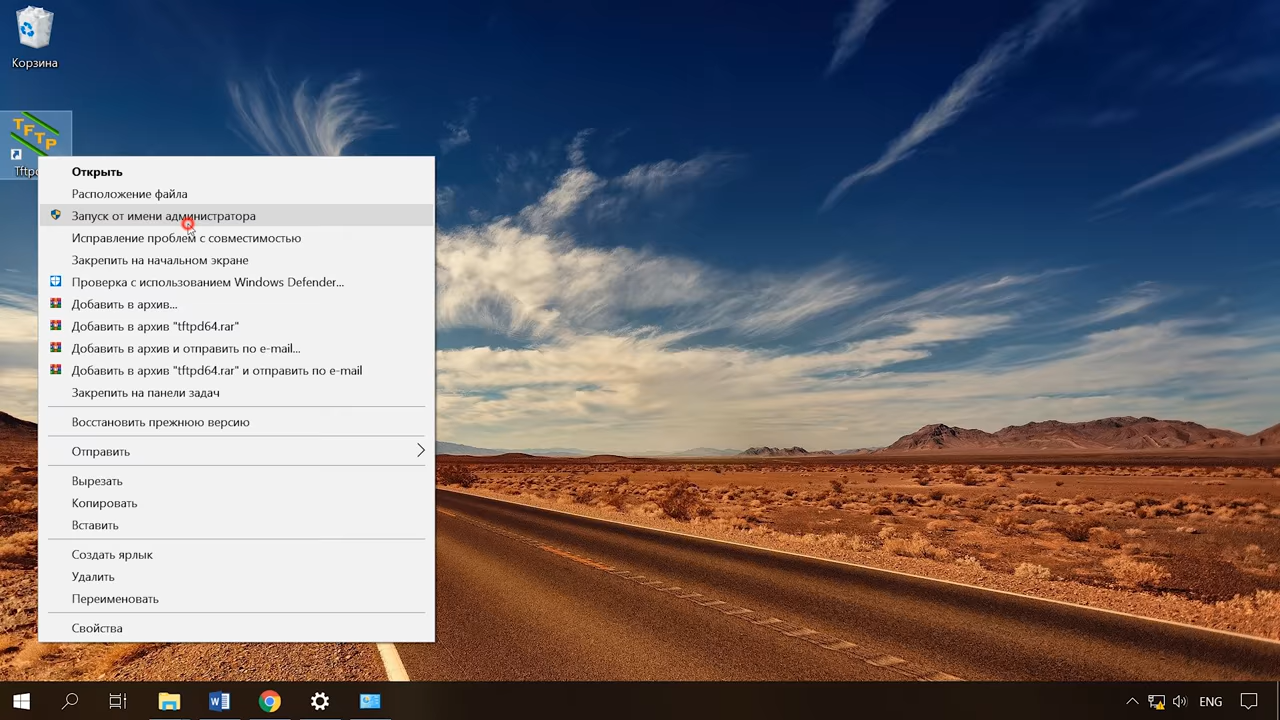 Корзина
TFTP
Открыть
Расположение файла
Запуск от имени администратора
Исправление проблем с совместимостью
Закрепить на начальном экране
Проверка с использованием Windows Defender...
Добавить в архив...
Добавить в архив "tftpd64.rar"
Добавить в архив и отправить по e-mail...
Добавить в архив "tftpd64.rar" и отправить по e-mail
Закрепить на панели задач
Восстановить прежнюю версию
Отправить
Вырезать
Копировать
Вставить
Создать ярлык
Удалить
Переименовать
Свойства
ENG